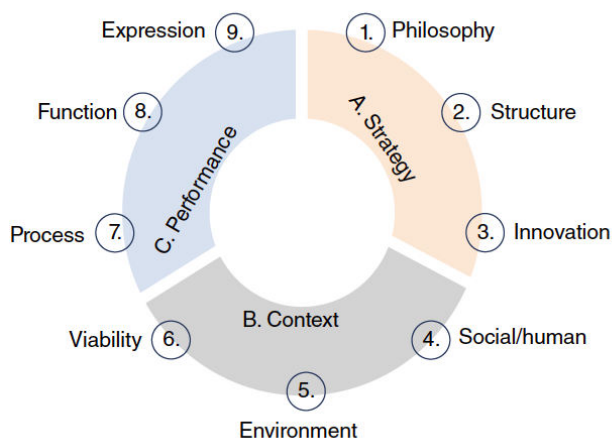 1. Philosophy
2. Structure
3. Innovation
4. Social/human
5. Environment
6. Viability
7. Process
8. Function
9. Expression
A. Strategy
B. Context
C. Performance